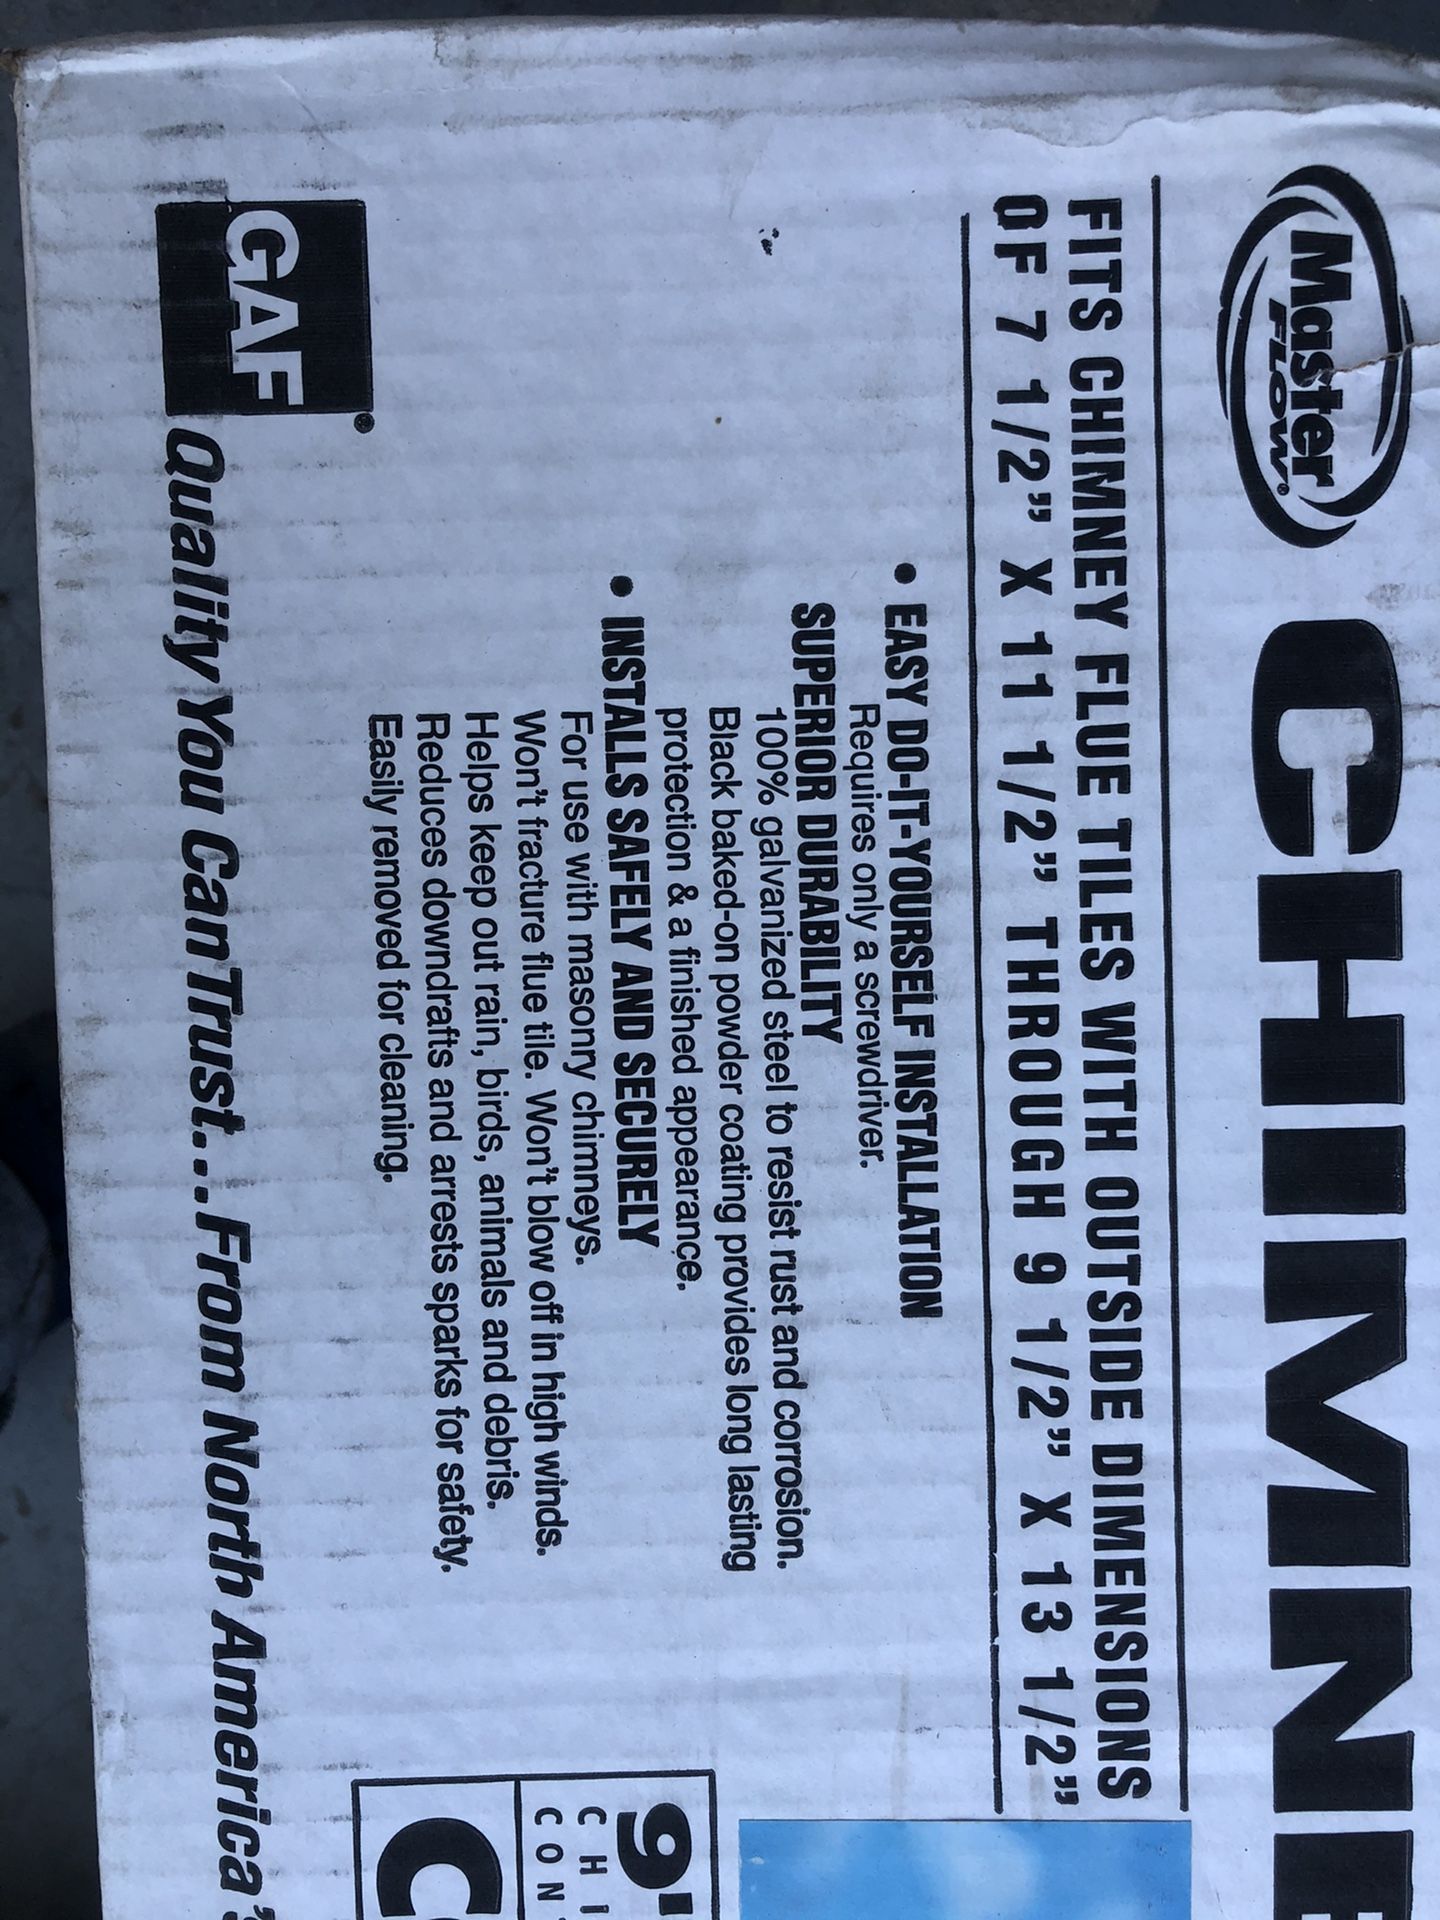 Master
FLOW®
CHIMNE
FITS CHIMNEY FLUE TILES WITH OUTSIDE DIMENSIONS
OF 7 1/2" X 11 1/2" THROUGH 9 1/2" X 13 1/2"
• EASY DO-IT-YOURSELF INSTALLATION
Requires only a screwdriver.
SUPERIOR DURABILITY
100% galvanized steel to resist rust and corrosion.
Black baked-on powder coating provides long lasting
protection & a finished appearance.
• INSTALLS SAFELY AND SECURELY
For use with masonry chimneys.
Won't fracture flue tile. Won't blow off in high winds.
Helps keep out rain, birds, animals and debris.
Reduces downdrafts and arrests sparks for safety.
Easily removed for cleaning.
9"
CHI
CON
C
GAF®
Quality You Can Trust...From North America's